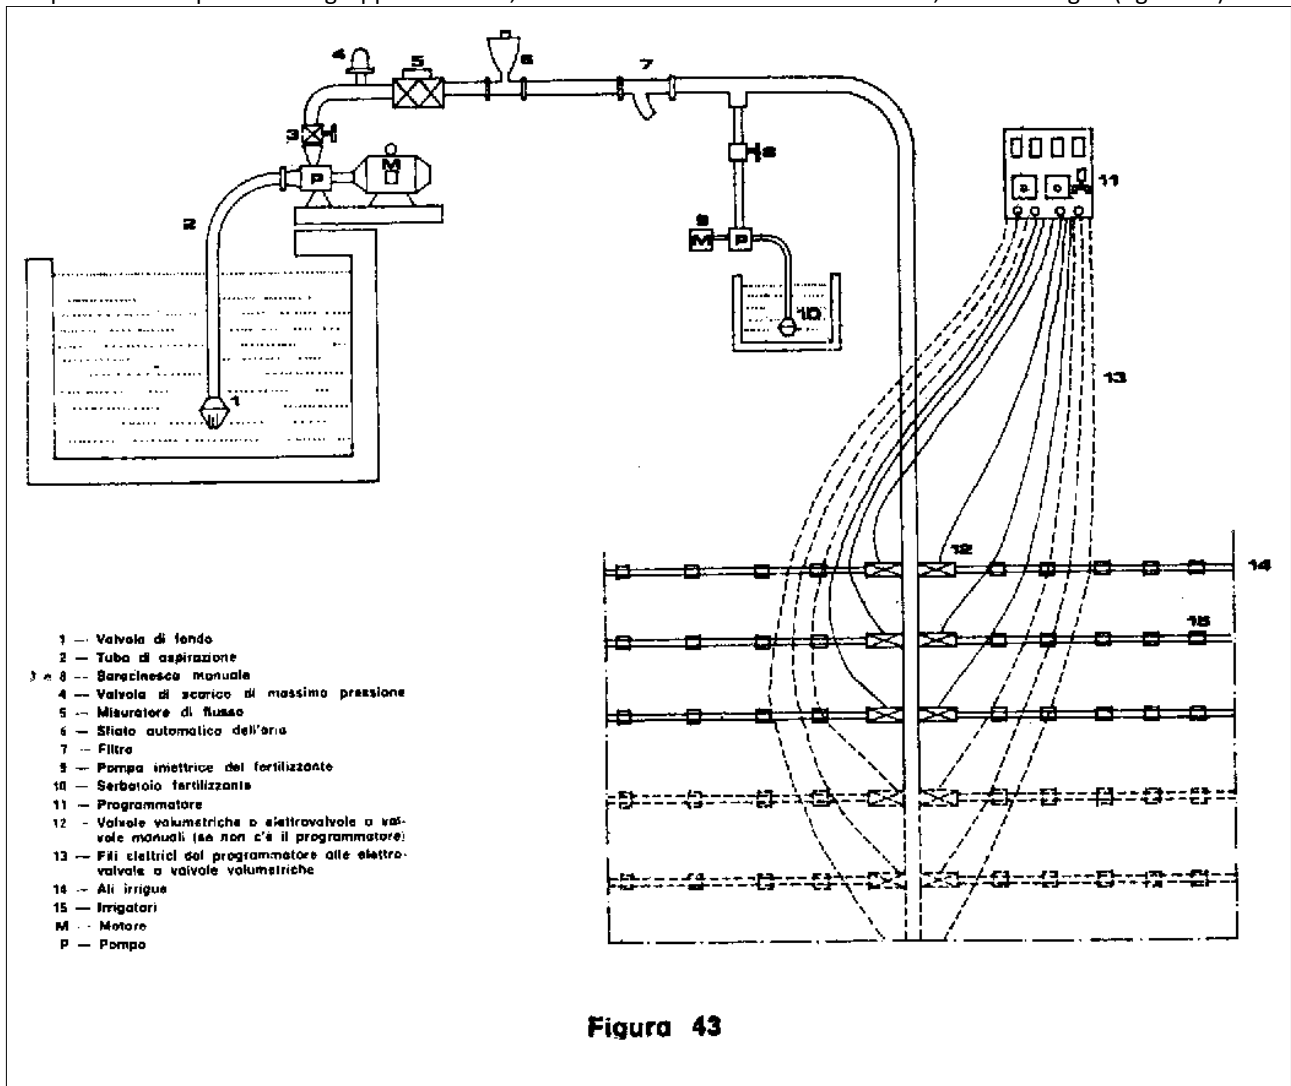 4
5
6
7
3
M
P
11
8
2
9
M
P
10
1
13
12
14
15
1 — Valvola di fondo
2 — Tubo di aspirazione
3 e 8 -- Saracinesca manuale
4 — Valvola di scarico di massima pressione
5 — Misuratore di flusso
6 — Sfiato automatico dell'aria
7 — Filtro
9 — Pompa iniettrice del fertilizzante
10 — Serbatoio fertilizzante
11 — Programmatore
12 - Valvole volumetriche o elettrovalvole o val-
vole manuali (se non c'è il programmatore)
13 — Fili elettrici dal programmatore alle elettro-
valvole o valvole volumetriche
14 -- Ali irrigue
15 — Irrigatori
M -- Motore
P — Pompa
Figura 43